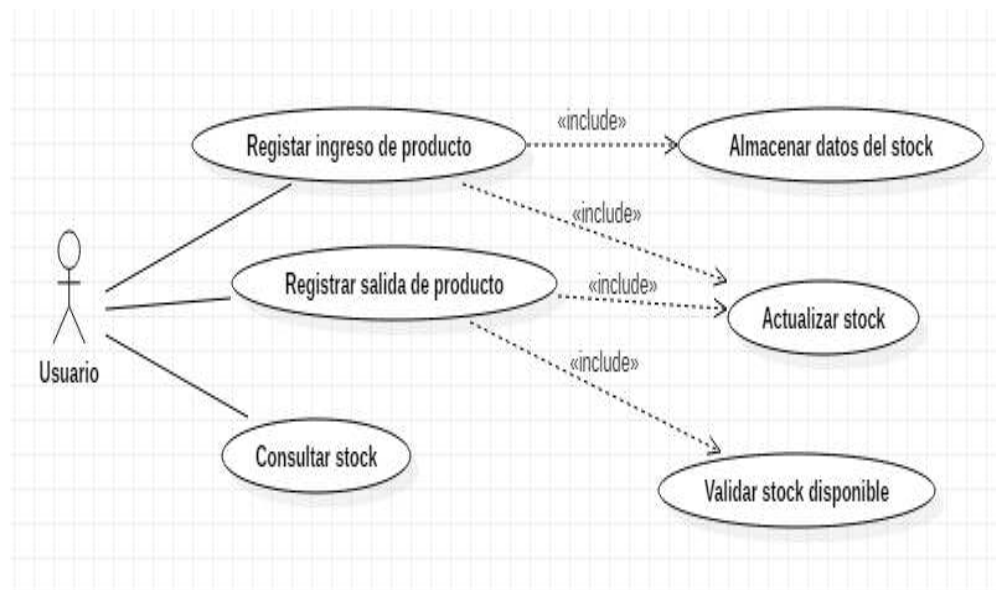 «include»
Registar ingreso de producto
Almacenar datos del stock
«include»
Registrar salida de producto
«include»
Actualizar stock
«include»
Usuario
Consultar stock
Validar stock disponible